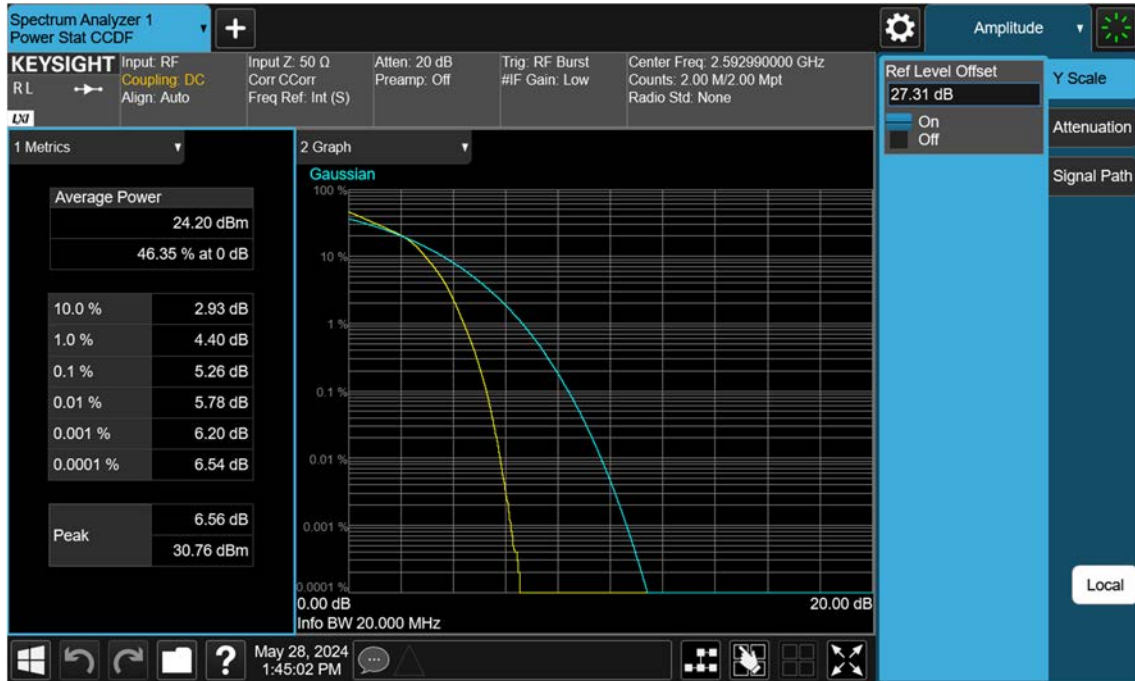 Spectrum Analyzer 1
Power Stat CCDF
+
Amplitude
KEYSIGHT
RL
LXI
Input: RF
Coupling: DC
Align: Auto
Input Z: 50 Ω
Corr CCorr
Freq Ref: Int (S)
Atten: 20 dB
Preamp: Off
Trig: RF Burst
#IF Gain: Low
Center Freq: 2.592990000 GHz
Counts: 2.00 M/2.00 Mpt
Radio Std: None
Ref Level Offset
27.31 dB
On
Off
Y Scale
Attenuation
Signal Path
1 Metrics
Average Power
24.20 dBm
46.35 % at 0 dB
10.0 % 2.93 dB
1.0 % 4.40 dB
0.1 % 5.26 dB
0.01 % 5.78 dB
0.001 % 6.20 dB
0.0001 % 6.54 dB
Peak 6.56 dB
30.76 dBm
2 Graph
Gaussian
100 %
10 %
1 %
0.1 %
0.01 %
0.001 %
0.0001 %
0.00 dB 20.00 dB
Info BW 20.000 MHz
Local
?
May 28, 2024
1:45:02 PM